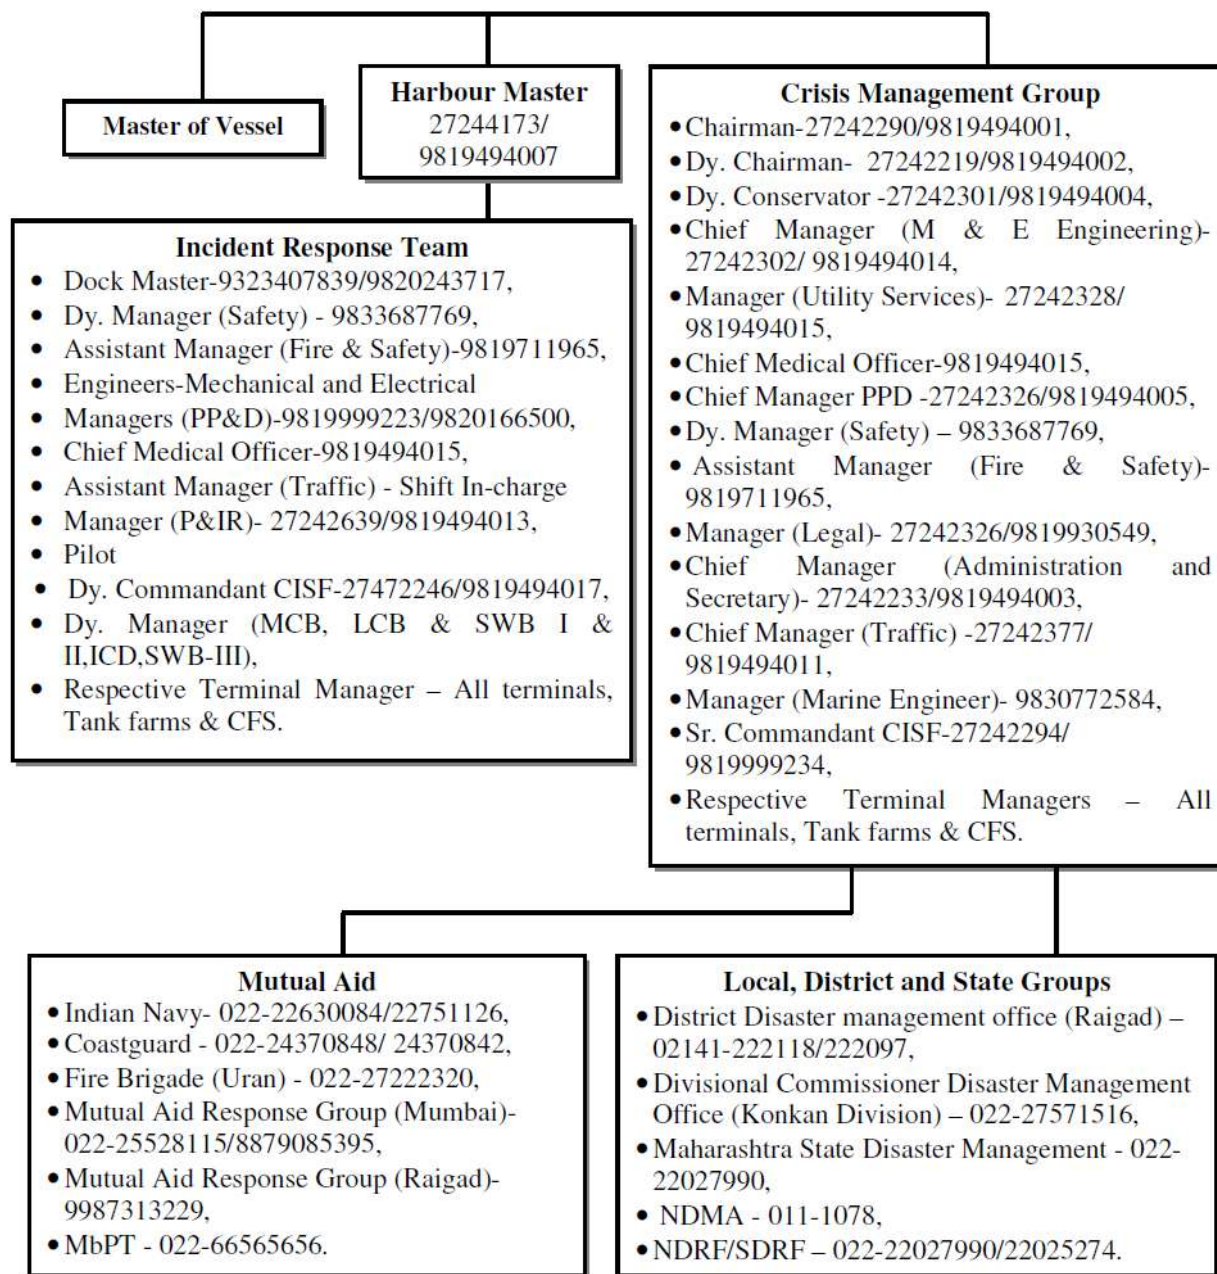 Master of Vessel
Harbour Master
27244173/
9819494007
Incident Response Team
• Dock Master-9323407839/9820243717,
• Dy. Manager (Safety) - 9833687769,
• Assistant Manager (Fire & Safety)-9819711965,
• Engineers-Mechanical and Electrical
• Managers (PP&D)-9819999223/9820166500,
• Chief Medical Officer-9819494015,
• Assistant Manager (Traffic) - Shift In-charge
• Manager (P&IR)- 27242639/9819494013,
• Pilot
• Dy. Commandant CISF-27472246/9819494017,
• Dy. Manager (MCB, LCB & SWB I &
II,ICD,SWB-III),
• Respective Terminal Manager – All terminals,
Tank farms & CFS.
Crisis Management Group
•Chairman-27242290/9819494001,
•Dy. Chairman- 27242219/9819494002,
•Dy. Conservator -27242301/9819494004,
•Chief Manager (M & E Engineering)-
27242302/ 9819494014,
•Manager (Utility Services)- 27242328/
9819494015,
•Chief Medical Officer-9819494015,
•Chief Manager PPD -27242326/9819494005,
•Dy. Manager (Safety) – 9833687769,
• Assistant Manager (Fire & Safety)-
9819711965,
•Manager (Legal)- 27242326/9819930549,
•Chief Manager (Administration and
Secretary)- 27242233/9819494003,
•Chief Manager (Traffic) -27242377/
9819494011,
•Manager (Marine Engineer)- 9830772584,
•Sr. Commandant CISF-27242294/
9819999234,
•Respective Terminal Managers – All
terminals, Tank farms & CFS.
Mutual Aid
•Indian Navy- 022-22630084/22751126,
•Coastguard - 022-24370848/ 24370842,
•Fire Brigade (Uran) - 022-27222320,
•Mutual Aid Response Group (Mumbai)-
022-25528115/8879085395,
•Mutual Aid Response Group (Raigad)-
9987313229,
•MbPT - 022-66565656.
Local, District and State Groups
•District Disaster management office (Raigad) –
02141-222118/222097,
•Divisional Commissioner Disaster Management
Office (Konkan Division) – 022-27571516,
•Maharashtra State Disaster Management - 022-
22027990,
• NDMA - 011-1078,
•NDRF/SDRF – 022-22027990/22025274.